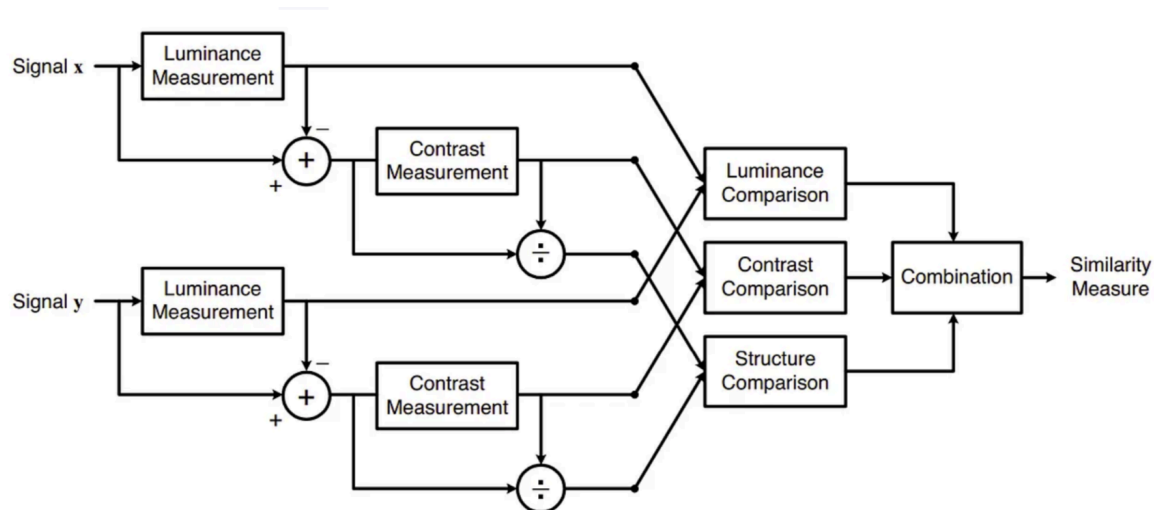 Signal x
Luminance
Measurement
−
+
+
Contrast
Measurement
÷
Signal y
Luminance
Measurement
−
+
+
Contrast
Measurement
÷
Luminance
Comparison
Contrast
Comparison
Structure
Comparison
Combination
Similarity
Measure